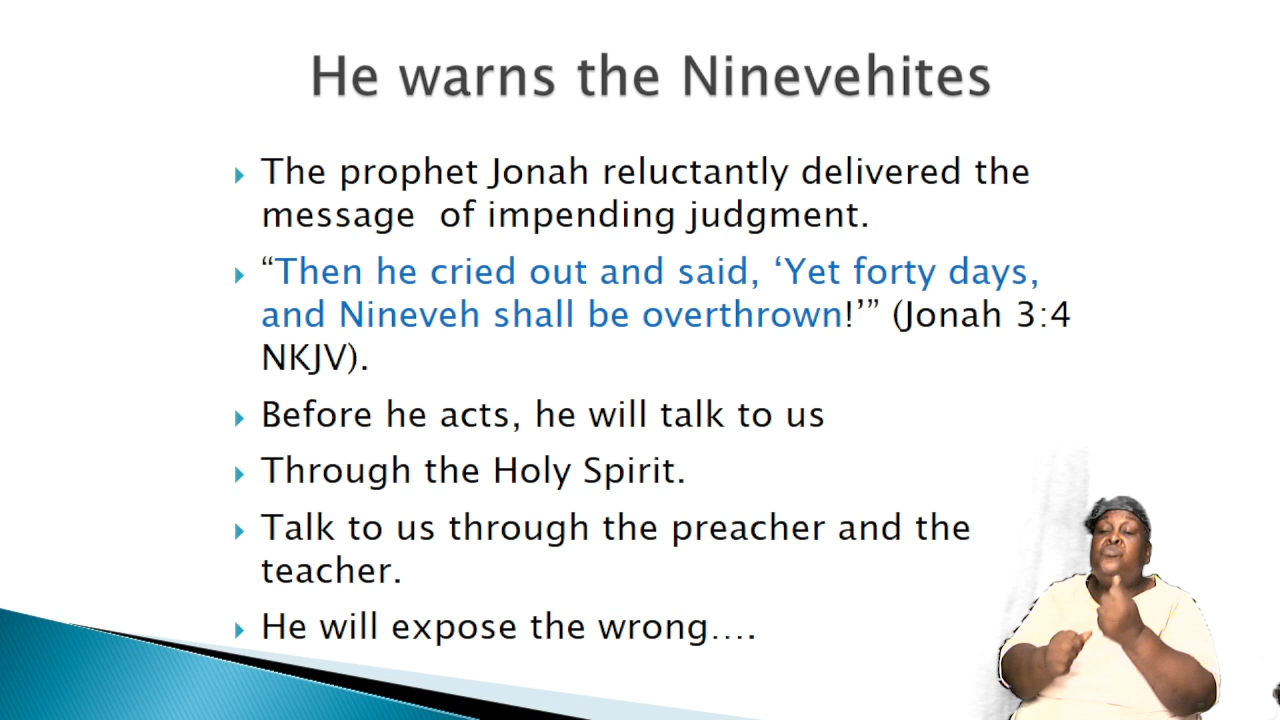 He warns the Ninevehites
The prophet Jonah reluctantly delivered the
message  of impending judgment.
“Then he cried out and said, ‘Yet forty days,
and Nineveh shall be overthrown!’” (Jonah 3:4
NKJV).
Before he acts, he will talk to us
Through the Holy Spirit.
Talk to us through the preacher and the
teacher.
He will expose the wrong….